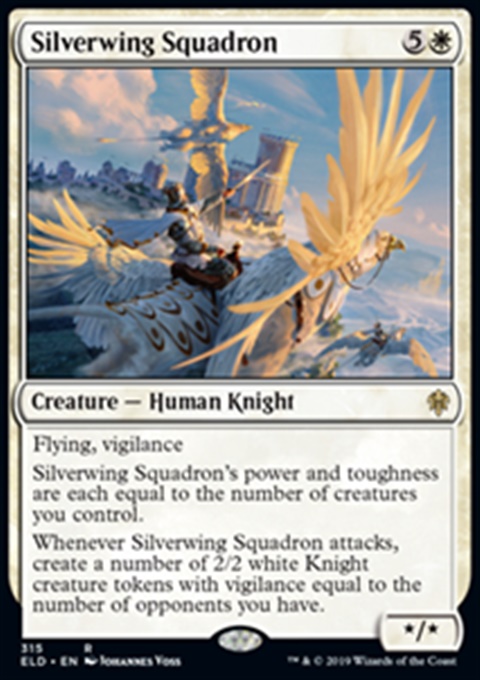 Silverwing Squadron 5
Creature — Human Knight
Flying, vigilance
Silverwing Squadron's power and toughness
are each equal to the number of creatures
you control.
Whenever Silverwing Squadron attacks,
create a number of 2/2 white Knight
creature tokens with vigilance equal to the
number of opponents you have.
*/*
315 R
ELD • EN Johannes Voss
™ & © 2019 Wizards of the Coast